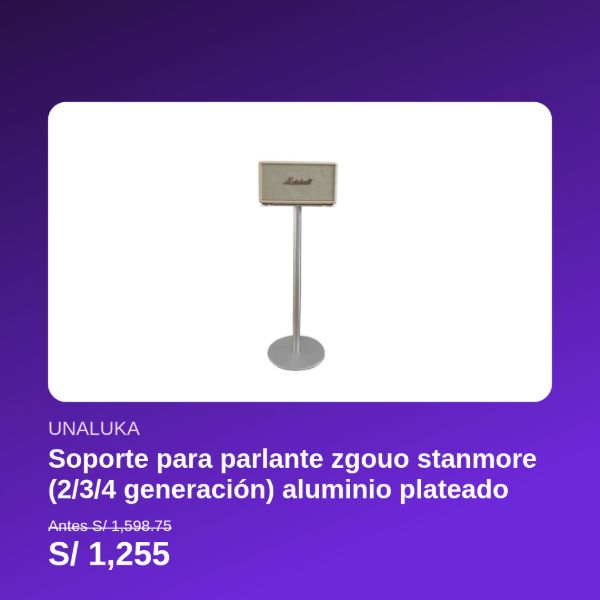 Marshall
UNALUKA
Soporte para parlante zgouo stanmore
(2/3/4 generación) aluminio plateado
Antes S/ 1,598.75
S/ 1,255